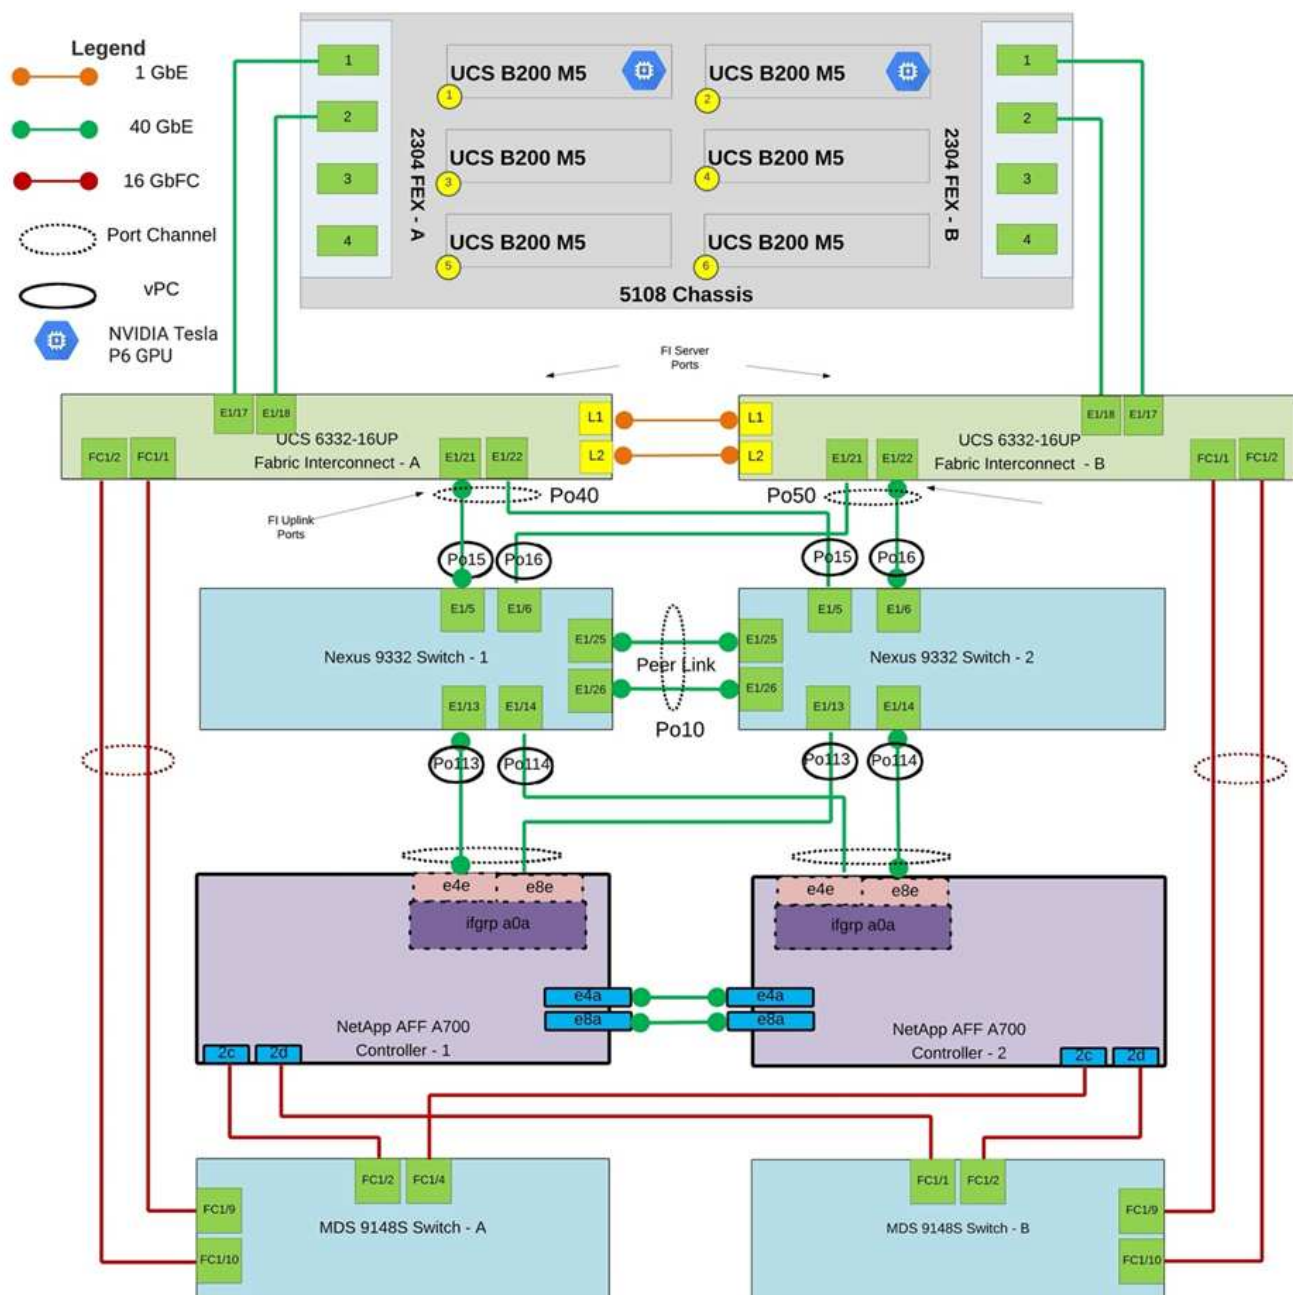 Legend
1 GbE
40 GbE
16 GbFC
Port Channel
vPC
NVIDIA Tesla
P6 GPU
1
2
3
4
2304 FEX - A
UCS B200 M5
1
UCS B200 M5
2
UCS B200 M5
3
UCS B200 M5
4
UCS B200 M5
5
UCS B200 M5
6
5108 Chassis
2304 FEX - B
1
2
3
4
FI Server
Ports
E1/17
E1/18
UCS 6332-16UP
Fabric Interconnect - A
FC1/2
FC1/1
E1/21
E1/22
L1
L2
L1
L2
E1/18
E1/17
UCS 6332-16UP
Fabric Interconnect - B
E1/21
E1/22
FC1/1
FC1/2
Po40
Po50
FI Uplink
Ports
Po15
Po16
Po15
Po16
E1/5
E1/6
E1/25
E1/26
Nexus 9332 Switch - 1
E1/13
E1/14
Peer Link
Po10
E1/5
E1/6
E1/25
E1/26
Nexus 9332 Switch - 2
E1/13
E1/14
Po113
Po114
Po113
Po114
e4e
e8e
ifgrp a0a
e4e
e8e
ifgrp a0a
e4a
e8a
e4a
e8a
NetApp AFF A700
Controller - 1
2c
2d
NetApp AFF A700
Controller - 2
2c
2d
FC1/2
FC1/4
FC1/9
FC1/10
MDS 9148S Switch - A
FC1/1
FC1/2
FC1/9
FC1/10
MDS 9148S Switch - B